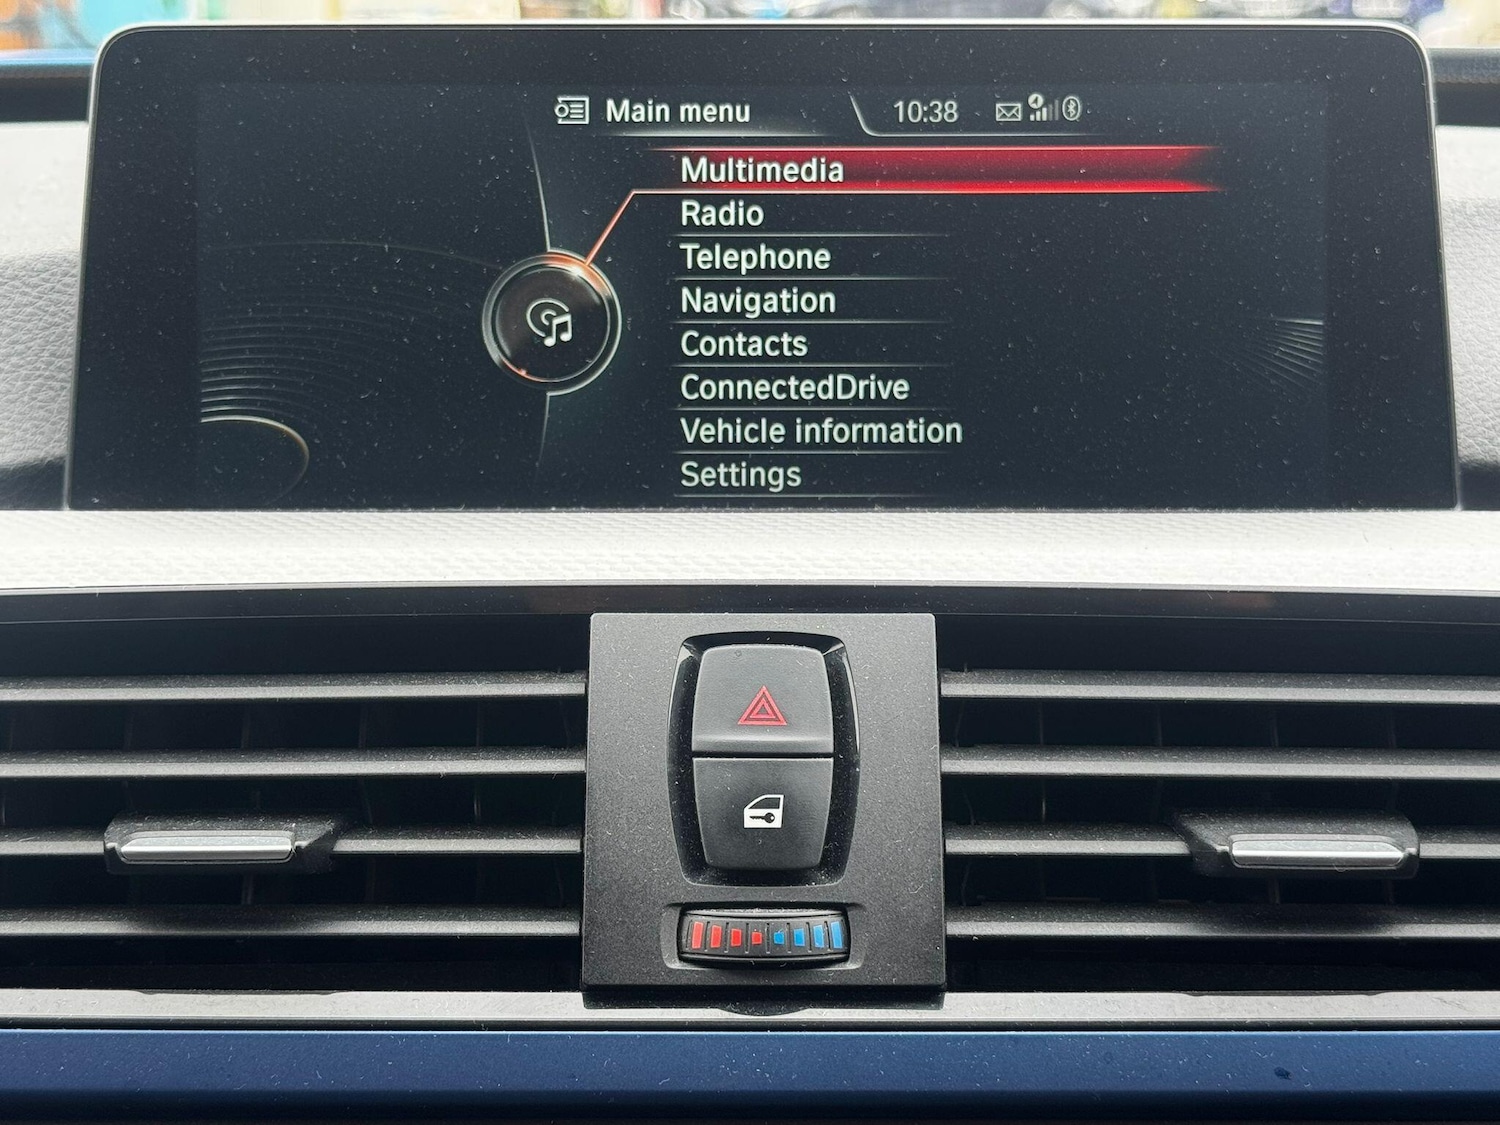 Main menu 10:38
Multimedia
Radio
Telephone
Navigation
Contacts
ConnectedDrive
Vehicle information
Settings